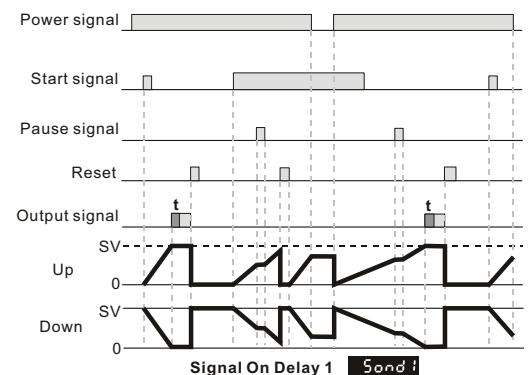 Power signal
Start signal
Pause signal
Reset
t
t
Output signal
SV
Up
0
SV
Down
0
Signal On Delay 1 Sond1